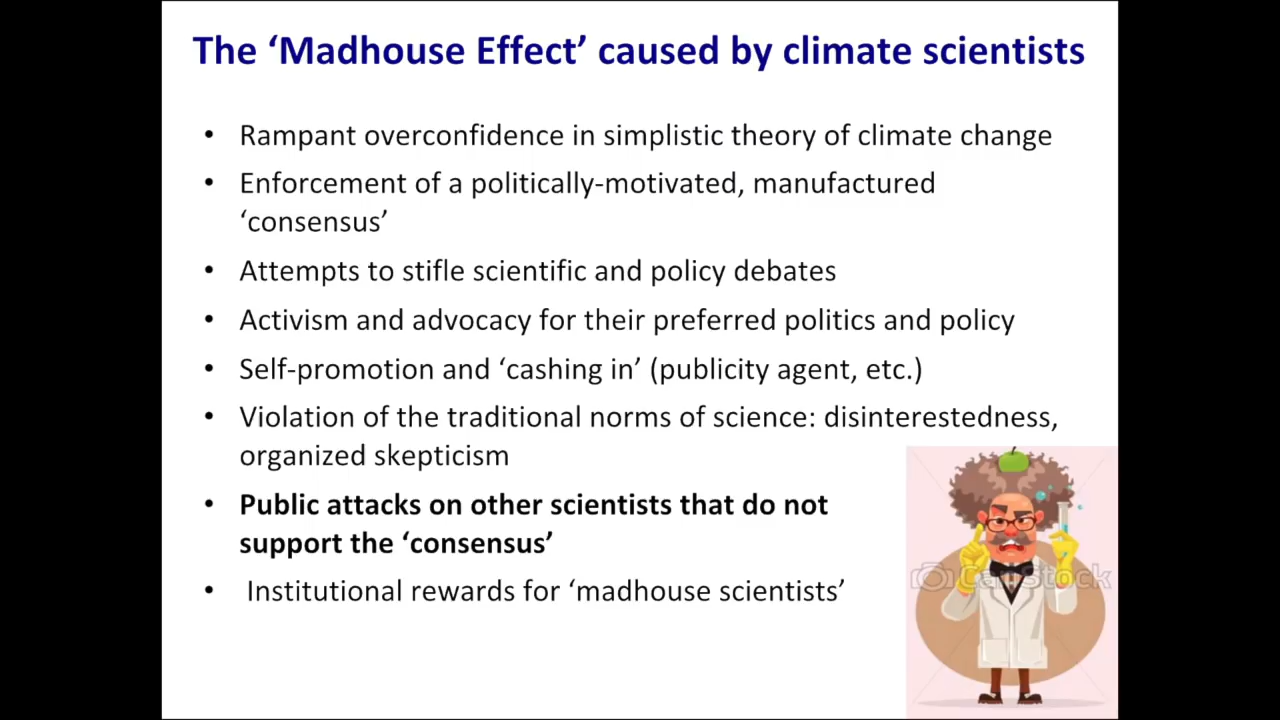 The ‘Madhouse Effect’ caused by climate scientists
• Rampant overconfidence in simplistic theory of climate change
• Enforcement of a politically-motivated, manufactured
‘consensus’
• Attempts to stifle scientific and policy debates
• Activism and advocacy for their preferred politics and policy
• Self-promotion and ‘cashing in’ (publicity agent, etc.)
• Violation of the traditional norms of science: disinterestedness,
organized skepticism
• Public attacks on other scientists that do not
support the ‘consensus’
• Institutional rewards for ‘madhouse scientists’
CanStock